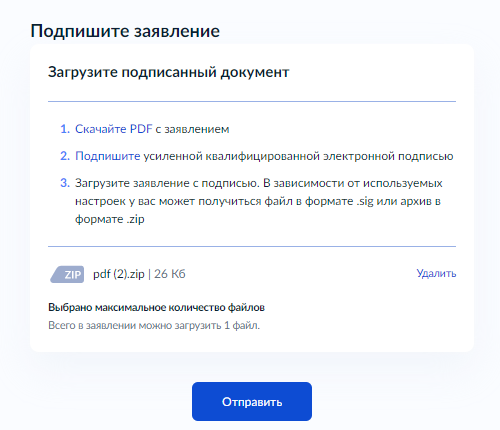 Подпишите заявление
Загрузите подписанный документ
1. Скачайте PDF с заявлением
2. Подпишите усиленной квалифицированной электронной подписью
3. Загрузите заявление с подписью. В зависимости от используемых
настроек у вас может получиться файл в формате .sig или архив в
формате .zip
ZIP pdf (2).zip | 26 Кб Удалить
Выбрано максимальное количество файлов
Всего в заявлении можно загрузить 1 файл.
Отправить